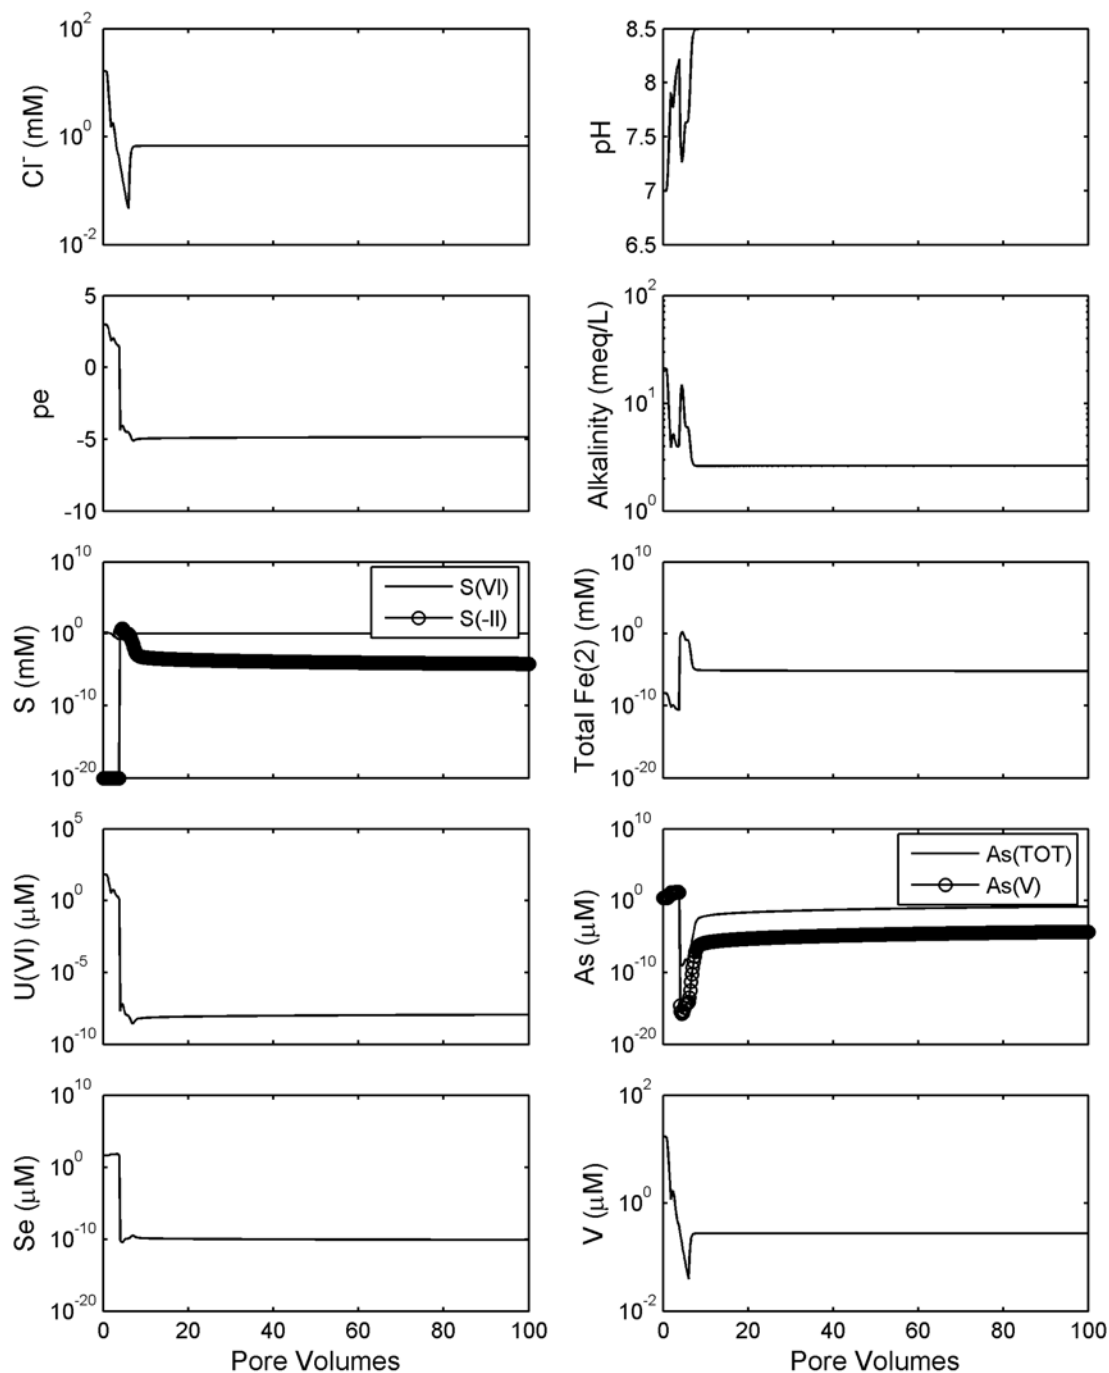 Cl⁻ (mM)
10²
10⁰
10⁻²
pH
8.5
8
7.5
7
6.5
pe
5
0
-5
-10
Alkalinity (meq/L)
10²
10¹
10⁰
S (mM)
10¹⁰
10⁰
10⁻¹⁰
10⁻²⁰
S(VI)
S(-II)
Total Fe(2) (mM)
10¹⁰
10⁰
10⁻¹⁰
10⁻²⁰
U(VI) (μM)
10⁵
10⁰
10⁻⁵
10⁻¹⁰
As (μM)
10¹⁰
10⁰
10⁻¹⁰
10⁻²⁰
As(TOT)
As(V)
Se (μM)
10¹⁰
10⁰
10⁻¹⁰
10⁻²⁰
0 20 40 60 80 100
Pore Volumes
V (μM)
10²
10⁰
10⁻²
0 20 40 60 80 100
Pore Volumes